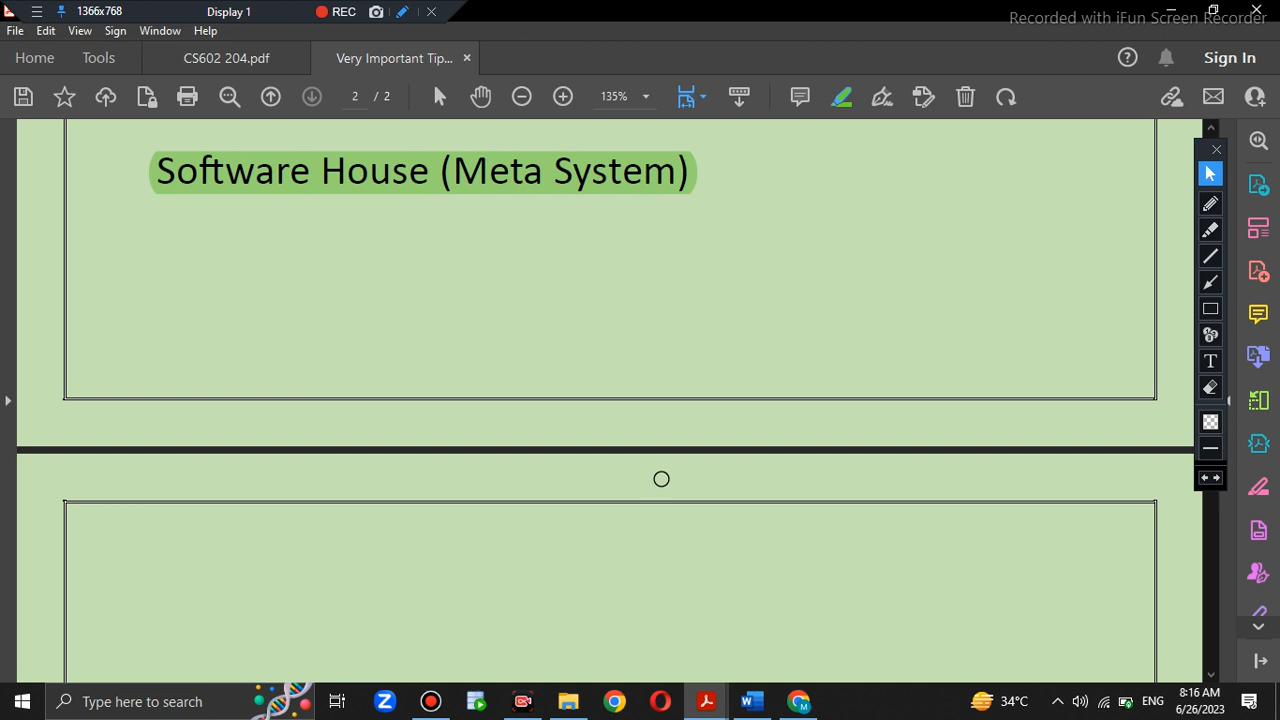 1366x768 Display 1 REC
Recorded with iFun Screen Recorder
File Edit View Sign Window Help
Home Tools CS602 204.pdf Very Important Tip... × Sign In
2 / 2 135%
Software House (Meta System)
T
Type here to search
34°C ENG 8:16 AM
6/26/2023